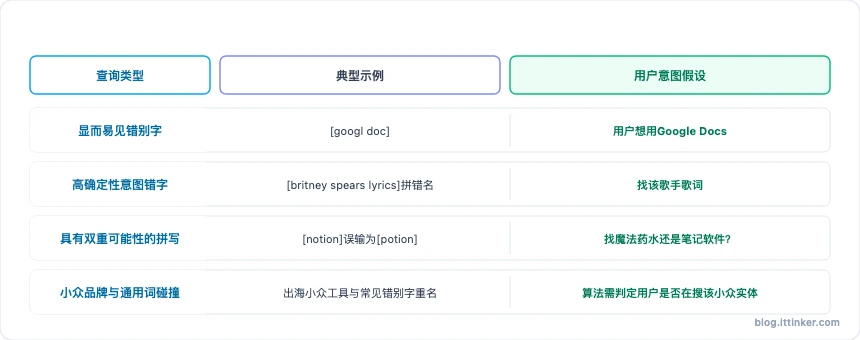 查询类型 典型示例 用户意图假设
显而易见错别字 [googl doc] 用户想用Google Docs
高确定性意图错字 [britney spears lyrics]拼错名 找该歌手歌词
具有双重可能性的拼写 [notion]误输为[potion] 找魔法药水还是笔记软件?
小众品牌与通用词碰撞 出海小众工具与常见错别字重名 算法需判定用户是否在搜该小众实体
blog.ittinker.com